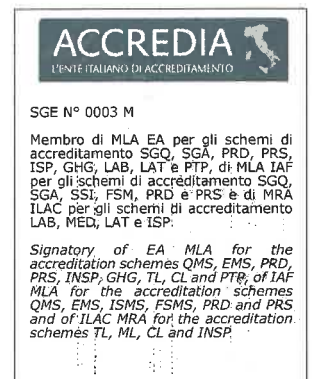 ACCREDIA
L'ENTE ITALIANO DI ACCREDITAMENTO
SGE N° 0003 M
Membro di MLA EA per gli schemi di
accreditamento SGQ, SGA, PRD, PRS,
ISP, GHG, LAB, LAT e PTP, di MLA IAF
per gli schemi di accreditamento SGQ,
SGA, SSI, FSM, PRD e PRS e di MRA
ILAC per gli schemi di accreditamento
LAB, MED, LAT e ISP.
Signatory of EA MLA for the
accreditation schemes QMS, EMS, PRD,
PRS, INSP, GHG, TL, CL and PTP, of IAF
MLA for the accreditation schemes
QMS, EMS, ISMS, FSMS, PRD and PRS
and of ILAC MRA for the accreditation
schemes TL, ML, CL and INSP.